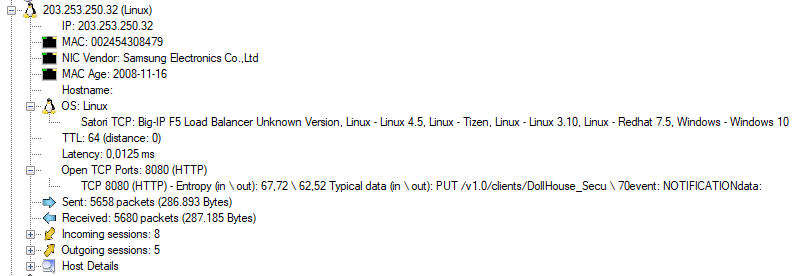 203.253.250.32 (Linux)
IP: 203.253.250.32
MAC: 002454308479
NIC Vendor: Samsung Electronics Co.,Ltd
MAC Age: 2008-11-16
Hostname:
OS: Linux
Satori TCP: Big-IP F5 Load Balancer Unknown Version, Linux - Linux 4.5, Linux - Tizen, Linux - Linux 3.10, Linux - Redhat 7.5, Windows - Windows 10
TTL: 64 (distance: 0)
Latency: 0,0125 ms
Open TCP Ports: 8080 (HTTP)
TCP 8080 (HTTP) - Entropy (in \ out): 67,72 \ 62,52 Typical data (in \ out): PUT /v1.0/clients/DollHouse_Secu \ 70event: NOTIFICATIONdata:
Sent: 5658 packets (286.893 Bytes)
Received: 5680 packets (287.185 Bytes)
Incoming sessions: 8
Outgoing sessions: 5
Host Details